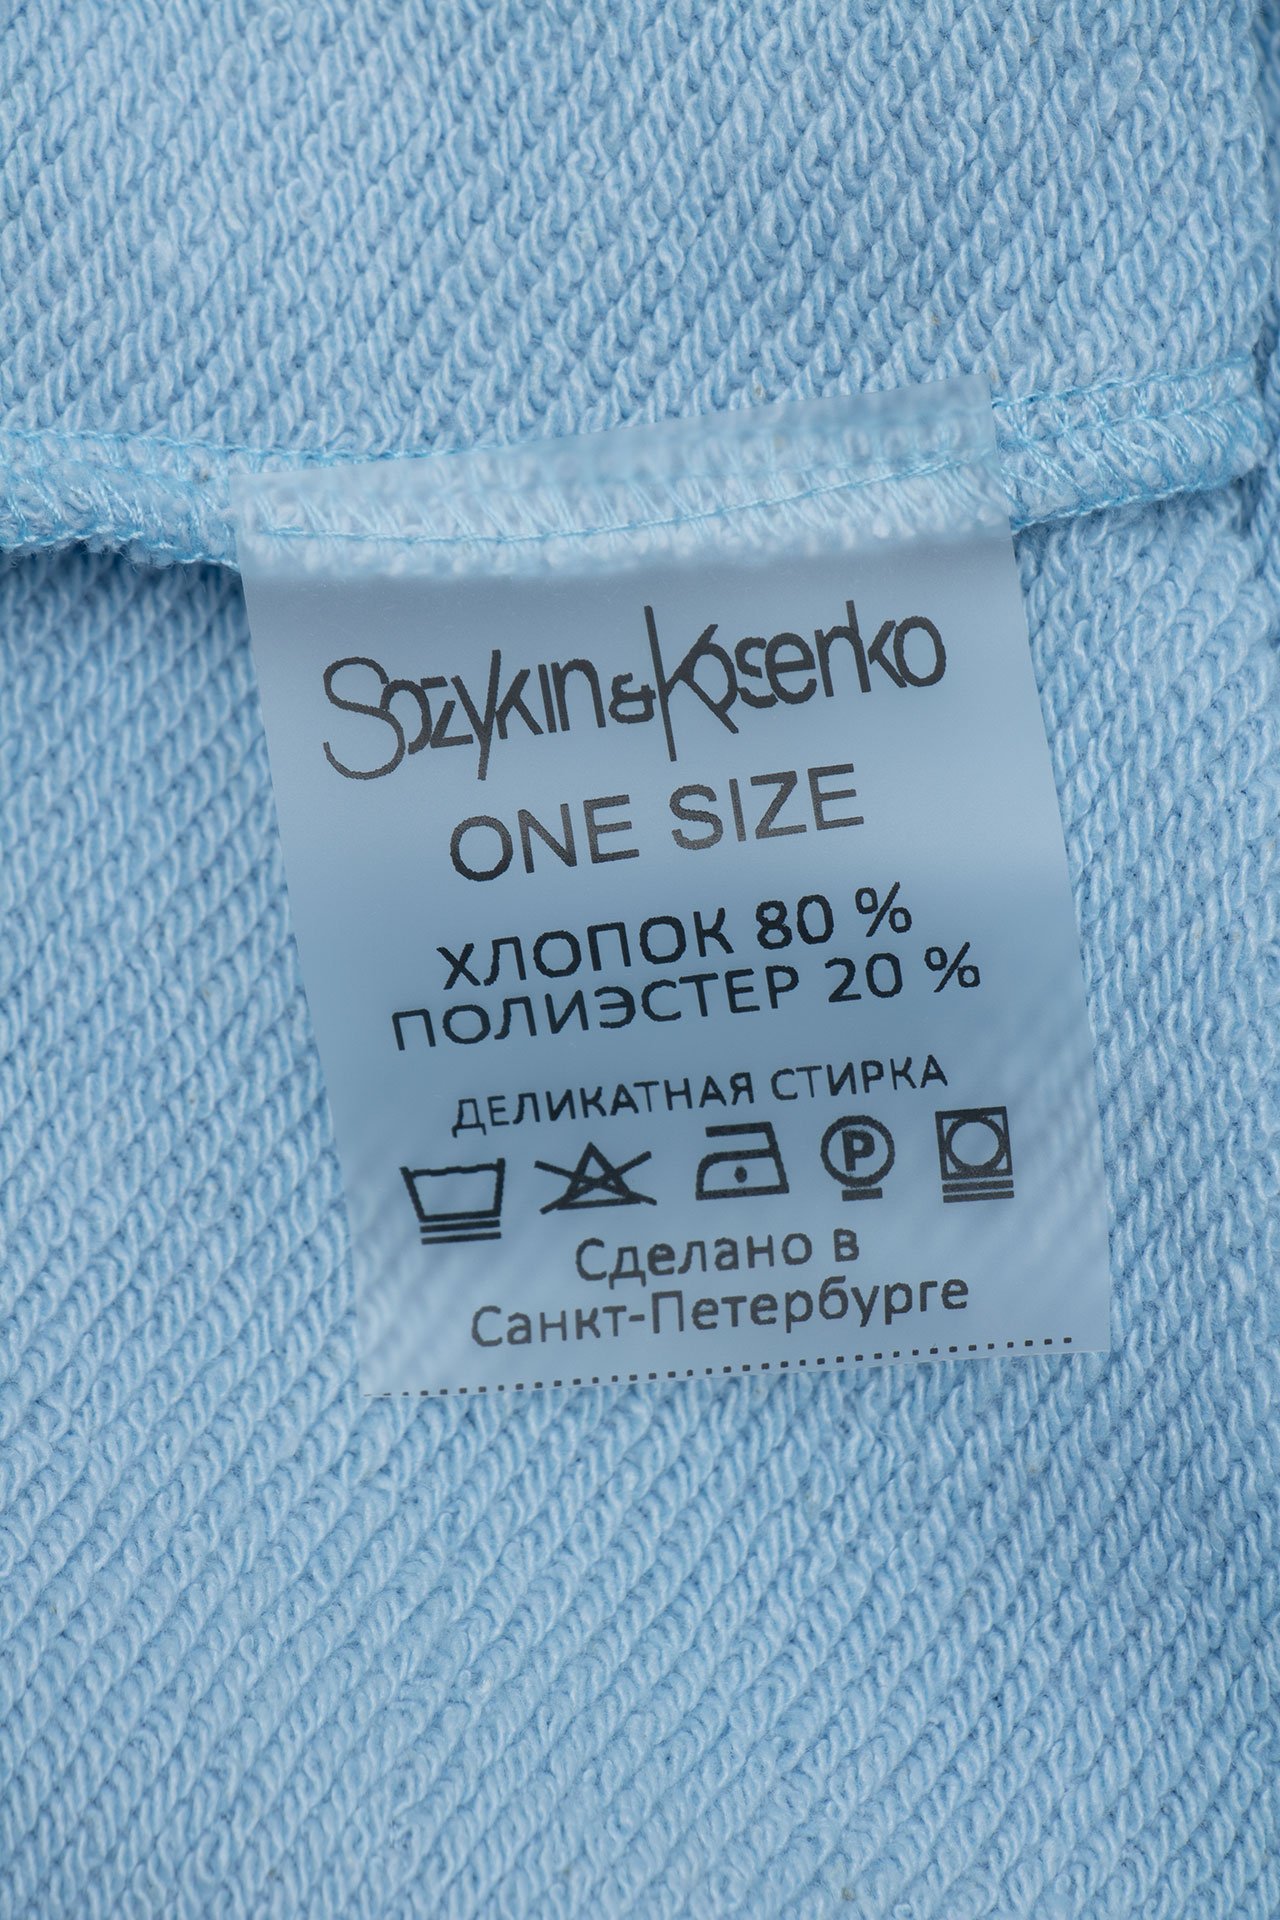 Sozykin&Kosenko
ONE SIZE
ХЛОПОК 80 %
ПОЛИЭСТЕР 20 %
ДЕЛИКАТНАЯ СТИРКА
P
Сделано в
Санкт-Петербурге